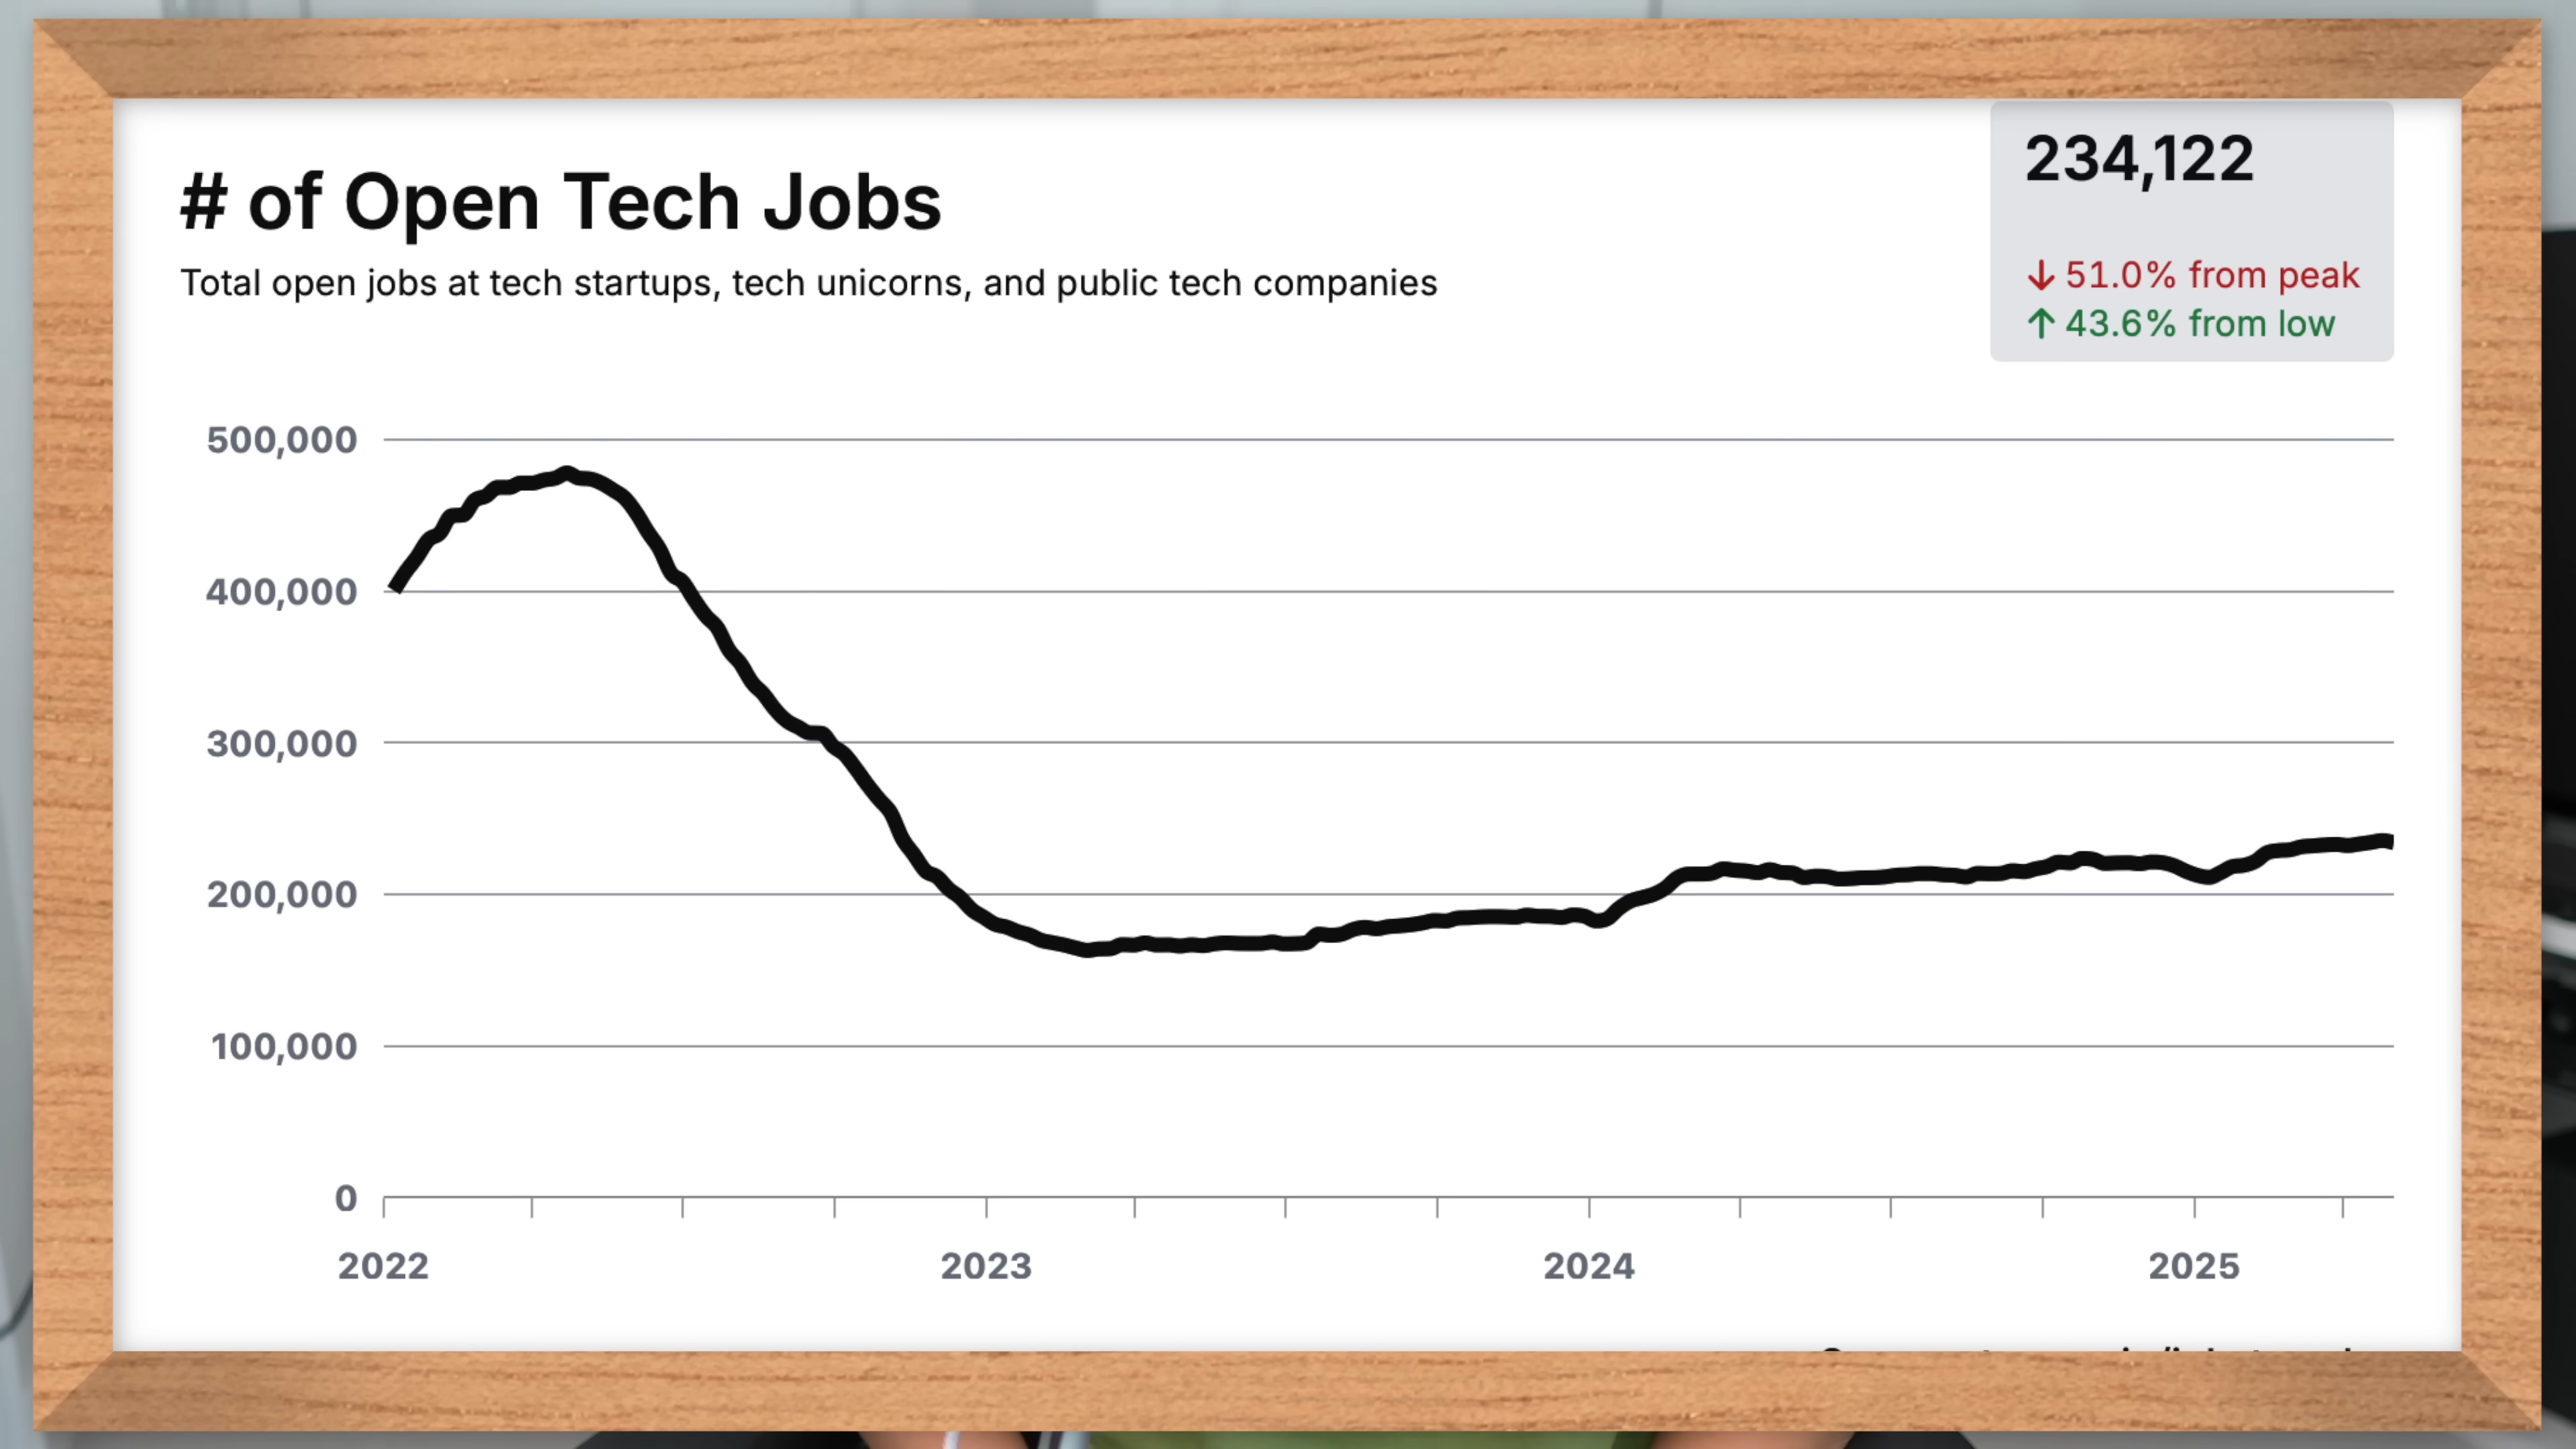 # of Open Tech Jobs
Total open jobs at tech startups, tech unicorns, and public tech companies
234,122
↓ 51.0% from peak
↑ 43.6% from low
500,000
400,000
300,000
200,000
100,000
0
2022 2023 2024 2025